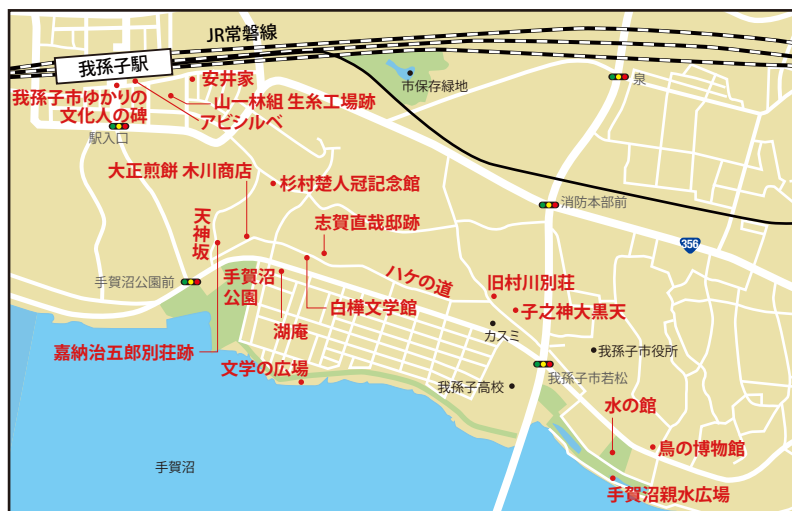 JR常磐線
我孫子駅
安井家
市保存緑地
泉
我孫子市ゆかりの
文化人の碑
山一林組 生糸工場跡
アビシルベ
駅入口
大正煎餅 木川商店
杉村楚人冠記念館
消防本部前
天神坂
志賀直哉邸跡
356
手賀沼公園前
手賀沼
公園
ハケの道
旧村川別荘
白樺文学館
子之神大黒天
湖庵
カスミ
嘉納治五郎別荘跡
我孫子市役所
文学の広場
我孫子市若松
我孫子高校
水の館
鳥の博物館
手賀沼
手賀沼親水広場